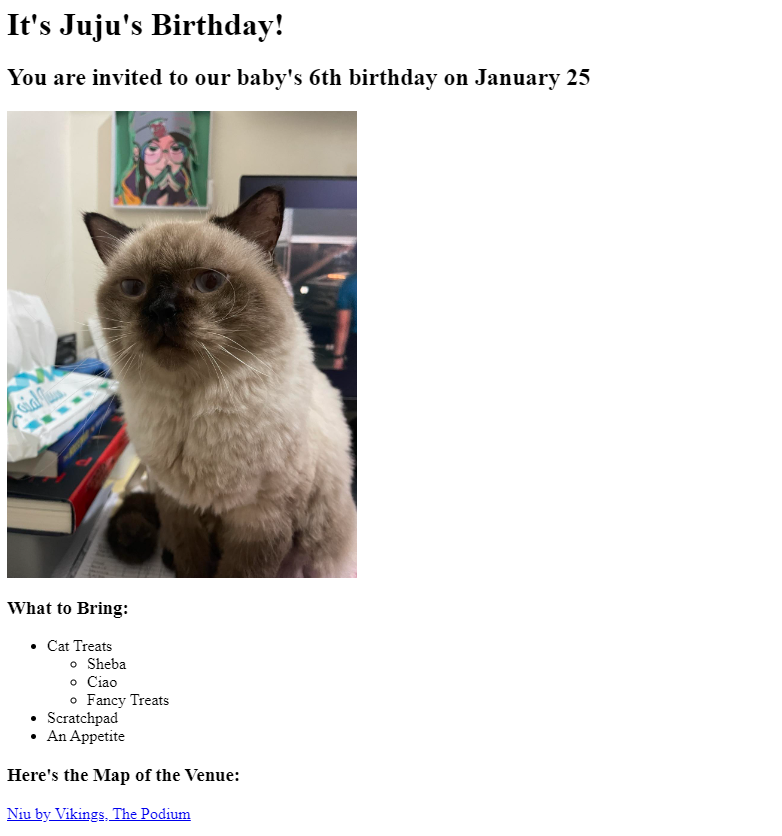 It's Juju's Birthday!
You are invited to our baby's 6th birthday on January 25
What to Bring:
Cat Treats
Sheba
Ciao
Fancy Treats
Scratchpad
An Appetite
Here's the Map of the Venue:
Niu by Vikings, The Podium